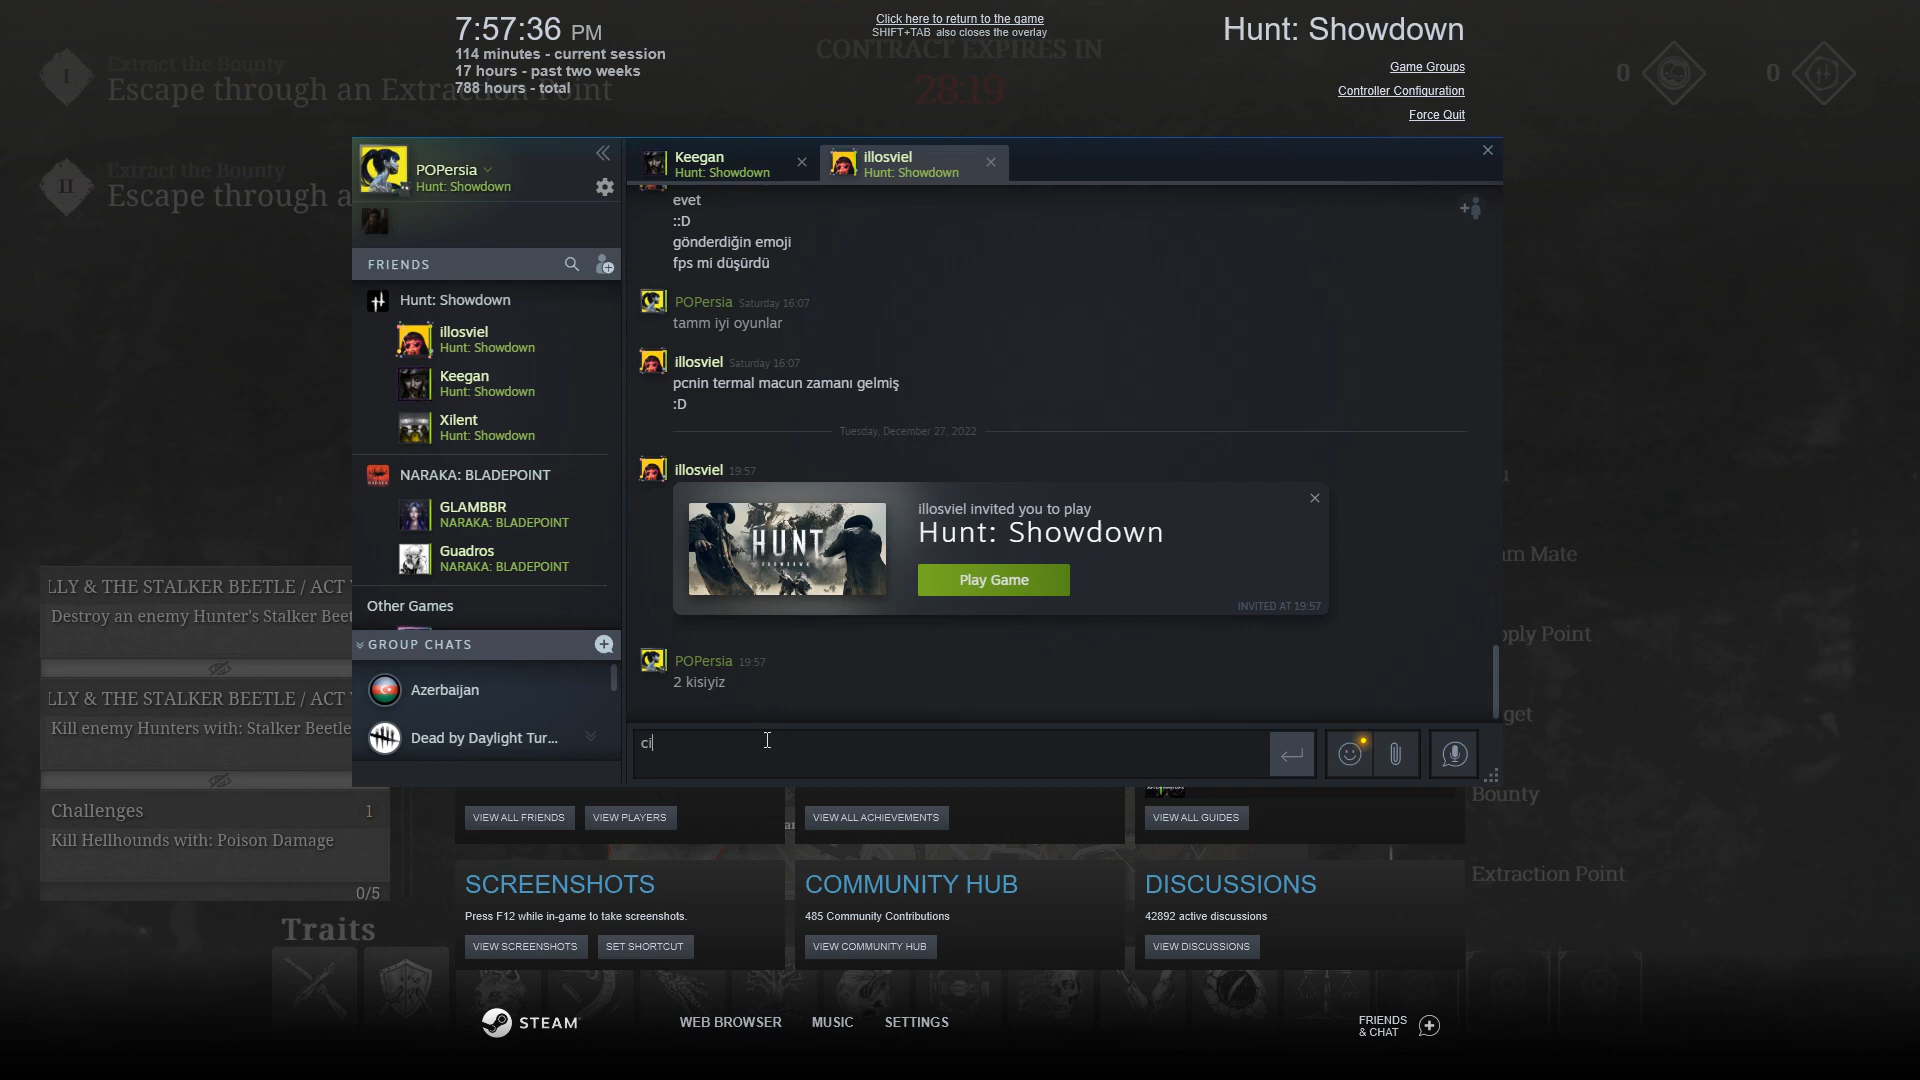 7:57:36 PM
114 minutes - current session
17 hours - past two weeks
788 hours - total
Click here to return to the game
SHIFT+TAB also closes the overlay
CONTRACT EXPIRES IN
28:19
Hunt: Showdown
Game Groups
Controller Configuration
Force Quit
0
0
I
Extract the Bounty
Escape through an Extraction Point
II
Extract the Bounty
Escape through a
POPersia
Hunt: Showdown
FRIENDS
Hunt: Showdown
illosviel
Hunt: Showdown
Keegan
Hunt: Showdown
Xilent
Hunt: Showdown
NARAKA: BLADEPOINT
GLAMBBR
NARAKA: BLADEPOINT
Guadros
NARAKA: BLADEPOINT
Other Games
GROUP CHATS
Azerbaijan
Dead by Daylight Tur...
Keegan
Hunt: Showdown
illosviel
Hunt: Showdown
evet
::D
gönderdiğin emoji
fps mi düşürdü
POPersia Saturday 16:07
tamm iyi oyunlar
illosviel Saturday 16:07
pcnin termal macun zamanı gelmiş
:D
Tuesday, December 27, 2022
illosviel 19:57
HUNT
SHOWDOWN
illosviel invited you to play
Hunt: Showdown
Play Game
INVITED AT 19:57
POPersia 19:57
2 kisiyiz
ci
LLY & THE STALKER BEETLE / ACT
Destroy an enemy Hunter's Stalker Beet
LLY & THE STALKER BEETLE / ACT
Kill enemy Hunters with: Stalker Beetle
Challenges 1
Kill Hellhounds with: Poison Damage
0/5
Traits
am Mate
pply Point
get
Bounty
Extraction Point
VIEW ALL FRIENDS
VIEW PLAYERS
VIEW ALL ACHIEVEMENTS
VIEW ALL GUIDES
SCREENSHOTS
Press F12 while in-game to take screenshots.
VIEW SCREENSHOTS
SET SHORTCUT
COMMUNITY HUB
485 Community Contributions
VIEW COMMUNITY HUB
DISCUSSIONS
42892 active discussions
VIEW DISCUSSIONS
STEAM
WEB BROWSER
MUSIC
SETTINGS
FRIENDS
& CHAT